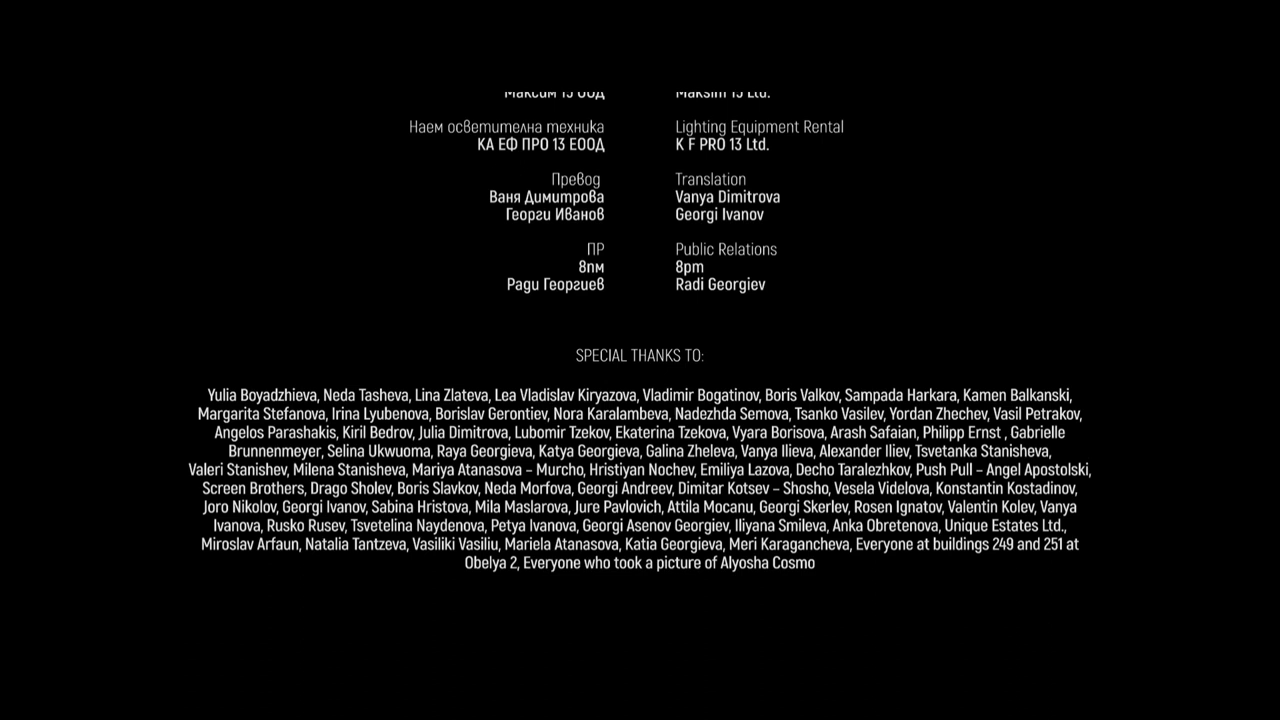 Максим 13 ООД Maksim 13 Ltd.
Наем осветителна техника Lighting Equipment Rental
КА ЕФ ПРО 13 ЕООД K F PRO 13 Ltd.
Превод Translation
Ваня Димитрова Vanya Dimitrova
Георги Иванов Georgi Ivanov
ПР Public Relations
8пм 8pm
Ради Георгиев Radi Georgiev
SPECIAL THANKS TO:
Yulia Boyadzhieva, Neda Tasheva, Lina Zlateva, Lea Vladislav Kiryazova, Vladimir Bogatinov, Boris Valkov, Sampada Harkara, Kamen Balkanski,
Margarita Stefanova, Irina Lyubenova, Borislav Gerontiev, Nora Karalambeva, Nadezhda Semova, Tsanko Vasilev, Yordan Zhechev, Vasil Petrakov,
Angelos Parashakis, Kiril Bedrov, Julia Dimitrova, Lubomir Tzekov, Ekaterina Tzekova, Vyara Borisova, Arash Safaian, Philipp Ernst , Gabrielle
Brunnenmeyer, Selina Ukwuoma, Raya Georgieva, Katya Georgieva, Galina Zheleva, Vanya Ilieva, Alexander Iliev, Tsvetanka Stanisheva,
Valeri Stanishev, Milena Stanisheva, Mariya Atanasova – Murcho, Hristiyan Nochev, Emiliya Lazova, Decho Taralezhkov, Push Pull – Angel Apostolski,
Screen Brothers, Drago Sholev, Boris Slavkov, Neda Morfova, Georgi Andreev, Dimitar Kotsev – Shosho, Vesela Videlova, Konstantin Kostadinov,
Joro Nikolov, Georgi Ivanov, Sabina Hristova, Mila Maslarova, Jure Pavlovich, Attila Mocanu, Georgi Skerlev, Rosen Ignatov, Valentin Kolev, Vanya
Ivanova, Rusko Rusev, Tsvetelina Naydenova, Petya Ivanova, Georgi Asenov Georgiev, Iliyana Smileva, Anka Obretenova, Unique Estates Ltd.,
Miroslav Arfaun, Natalia Tantzeva, Vasiliki Vasiliu, Mariela Atanasova, Katia Georgieva, Meri Karagancheva, Everyone at buildings 249 and 251 at
Obelya 2, Everyone who took a picture of Alyosha Cosmo